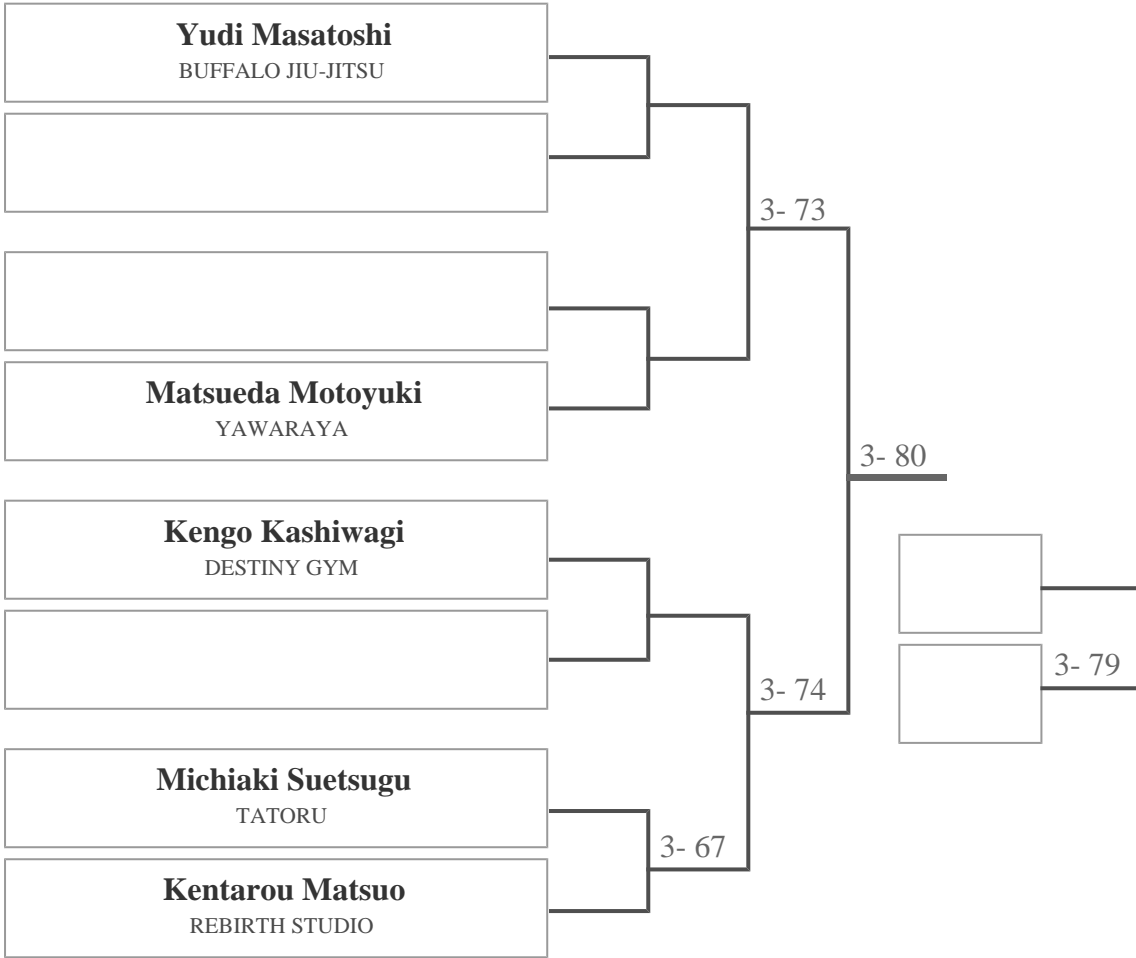 Yudi Masatoshi
BUFFALO JIU-JITSU
3- 73
Matsueda Motoyuki
YAWARAYA
3- 80
Kengo Kashiwagi
DESTINY GYM
3- 79
3- 74
Michiaki Suetsugu
TATORU
3- 67
Kentarou Matsuo
REBIRTH STUDIO